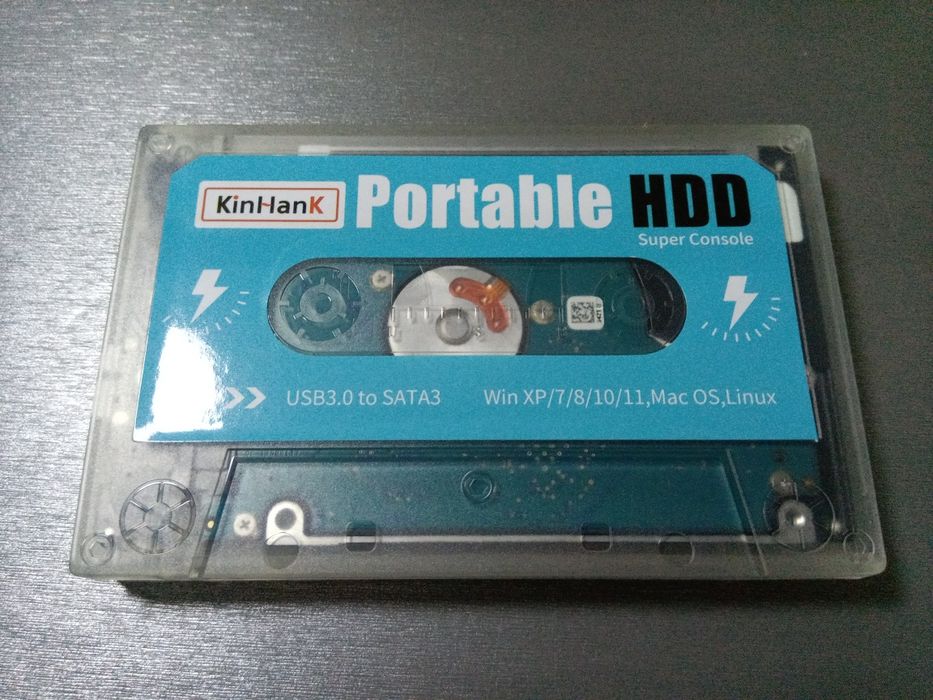 KinHanK
Portable HDD
Super Console
USB3.0 to SATA3
Win XP/7/8/10/11,Mac OS,Linux